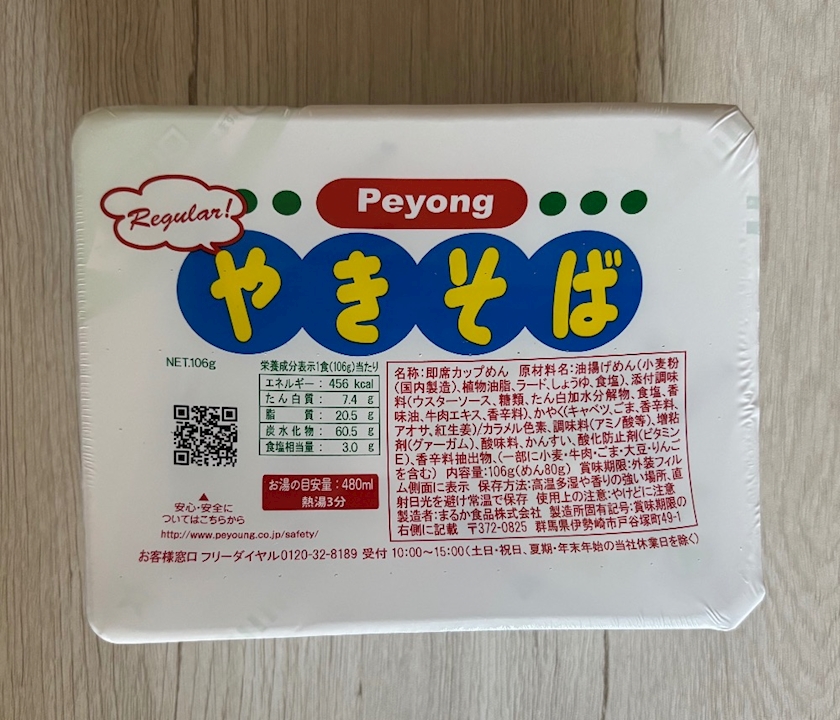 Regular!
Peyong
やきそば
NET.106g
栄養成分表示1食(106g)当たり
エネルギー： 456 kcal
たん白質： 7.4 g
脂質： 20.5 g
炭水化物： 60.5 g
食塩相当量： 3.0 g
お湯の目安量：480ml
熱湯3分
安心・安全に
ついてはこちらから
http://www.peyoung.co.jp/safety/
名称：即席カップめん 原材料名：油揚げめん（小麦粉
（国内製造）、植物油脂、ラード、しょうゆ、食塩）、添付調味
料（ウスターソース、糖類、たん白加水分解物、食塩、香
味油、牛肉エキス、香辛料）、かやく（キャベツ、ごま、香辛料、
アオサ、紅生姜）/カラメル色素、調味料（アミノ酸等）、増粘
剤（グァーガム）、酸味料、かんすい、酸化防止剤（ビタミン
E）、香辛料抽出物、（一部に小麦・牛肉・ごま・大豆・りんご
を含む） 内容量：106g（めん80g） 賞味期限：外装フィル
ム側面に表示 保存方法：高温多湿や香りの強い場所、直
射日光を避け常温で保存 使用上の注意：やけどに注意
製造者：まるか食品株式会社 製造所固有記号：賞味期限の
右側に記載 〒372-0825 群馬県伊勢崎市戸谷塚町49-1
お客様窓口 フリーダイヤル0120-32-8189 受付 10:00～15:00（土日・祝日、夏期・年末年始の当社休業日を除く）